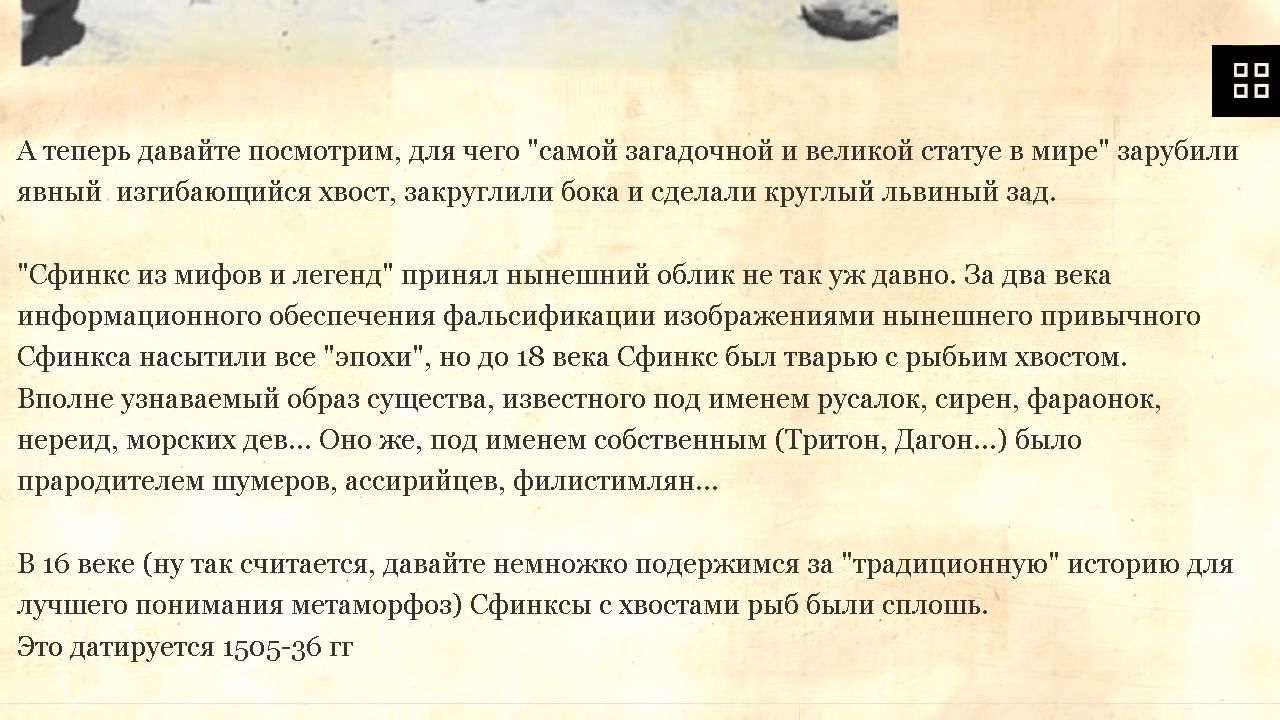 А теперь давайте посмотрим, для чего "самой загадочной и великой статуе в мире" зарубили
явный  изгибающийся хвост, закруглили бока и сделали круглый львиный зад.
"Сфинкс из мифов и легенд" принял нынешний облик не так уж давно. За два века
информационного обеспечения фальсификации изображениями нынешнего привычного
Сфинкса насытили все "эпохи", но до 18 века Сфинкс был тварью с рыбьим хвостом.
Вполне узнаваемый образ существа, известного под именем русалок, сирен, фараонок,
нереид, морских дев... Оно же, под именем собственным (Тритон, Дагон...) было
прародителем шумеров, ассирийцев, филистимлян...
В 16 веке (ну так считается, давайте немножко подержимся за "традиционную" историю для
лучшего понимания метаморфоз) Сфинксы с хвостами рыб были сплошь.
Это датируется 1505-36 гг